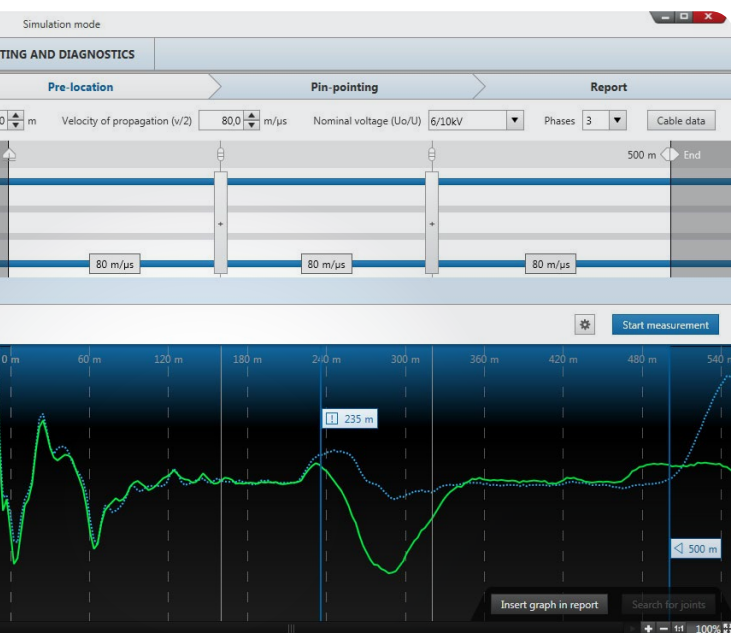 Simulation mode
TING AND DIAGNOSTICS
Pre-location
Pin-pointing
Report
0 m Velocity of propagation (v/2) 80,0 m/µs Nominal voltage (Uo/U) 6/10kV Phases 3 Cable data
500 m End
+ +
80 m/µs 80 m/µs 80 m/µs
Start measurement
0 m 60 m 120 m 180 m 240 m 300 m 360 m 420 m 480 m 540
! 235 m
500 m
Insert graph in report Search for joints
+ − 1:1 100%